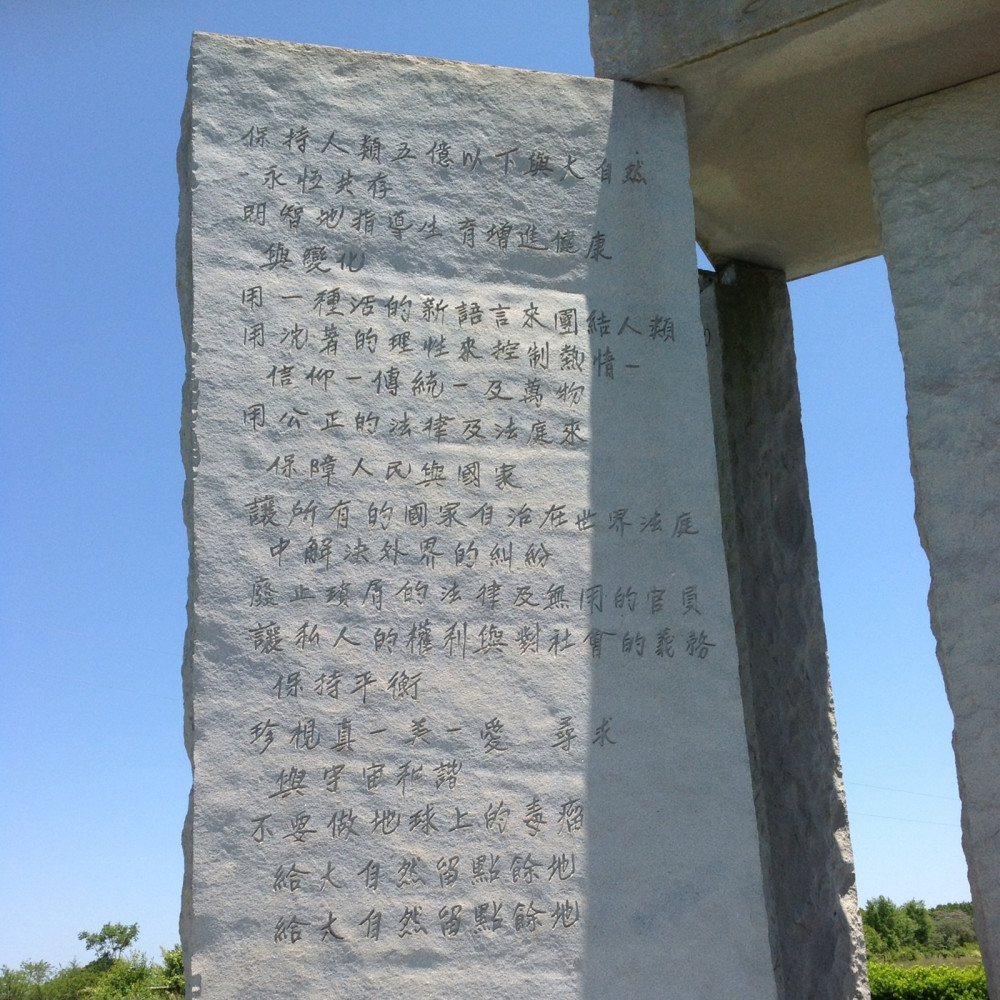 保持人類五億以下與大自然
永恆共存
明智地指導生育增進健康
與變化
用一種活的新語言來團結人類
用沈著的理性來控制熱情一
信仰一傳統一及萬物
用公正的法律及法庭來
保障人民與國家
讓所有的國家自治在世界法庭
中解決外界的糾紛
廢止瑣屑的法律及無用的官員
讓私人的權利與對社會的義務
保持平衡
珍視真一美一愛 尋求
與宇宙和諧
不要做地球上的毒瘤
給大自然留點餘地
給大自然留點餘地